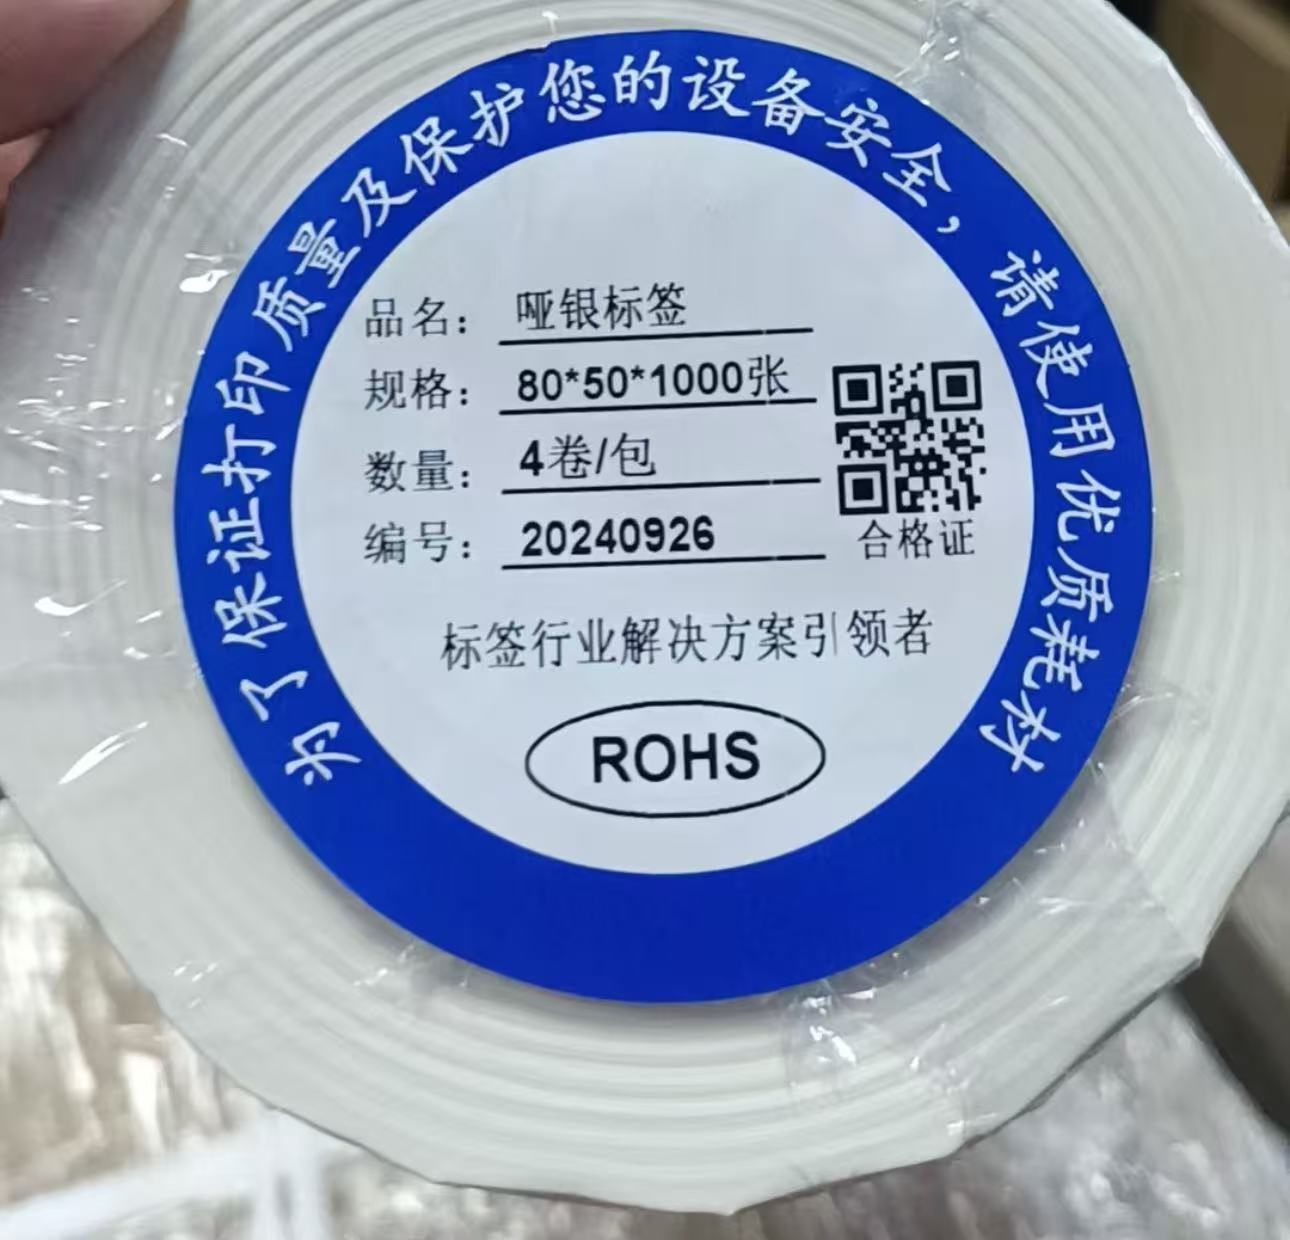 为了保证打印质量及保护您的设备安全，请使用优质耗材
品名：哑银标签
规格：80*50*1000张
数量：4卷/包
编号：20240926
合格证
标签行业解决方案引领者
ROHS